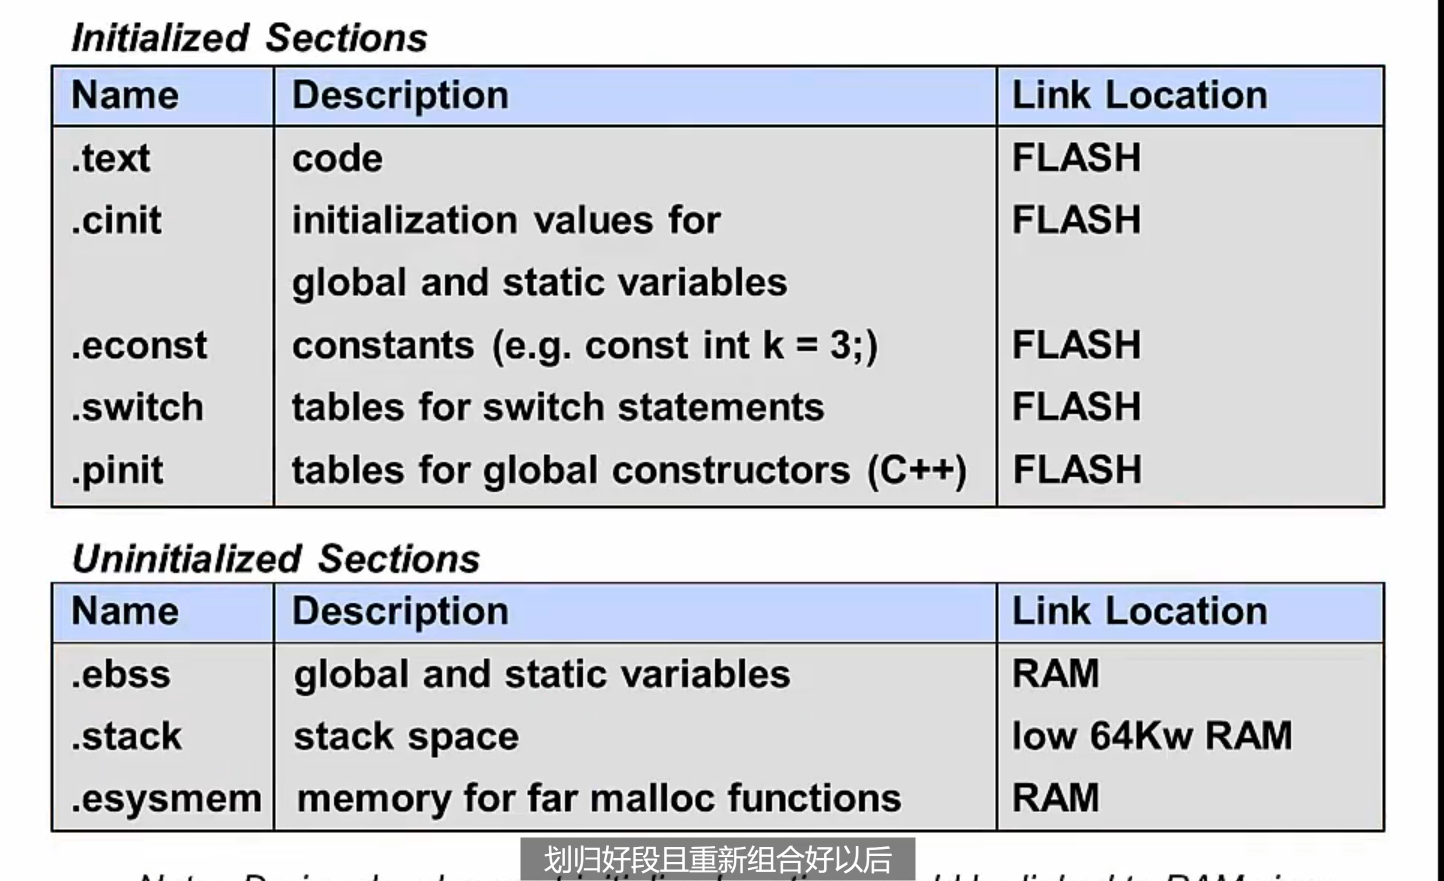 Initialized Sections
Name Description Link Location
.text code FLASH
.cinit initialization values for FLASH
global and static variables
.econst constants (e.g. const int k = 3;) FLASH
.switch tables for switch statements FLASH
.pinit tables for global constructors (C++) FLASH
Uninitialized Sections
Name Description Link Location
.ebss global and static variables RAM
.stack stack space low 64Kw RAM
.esysmem memory for far malloc functions RAM
划归好段且重新组合好以后